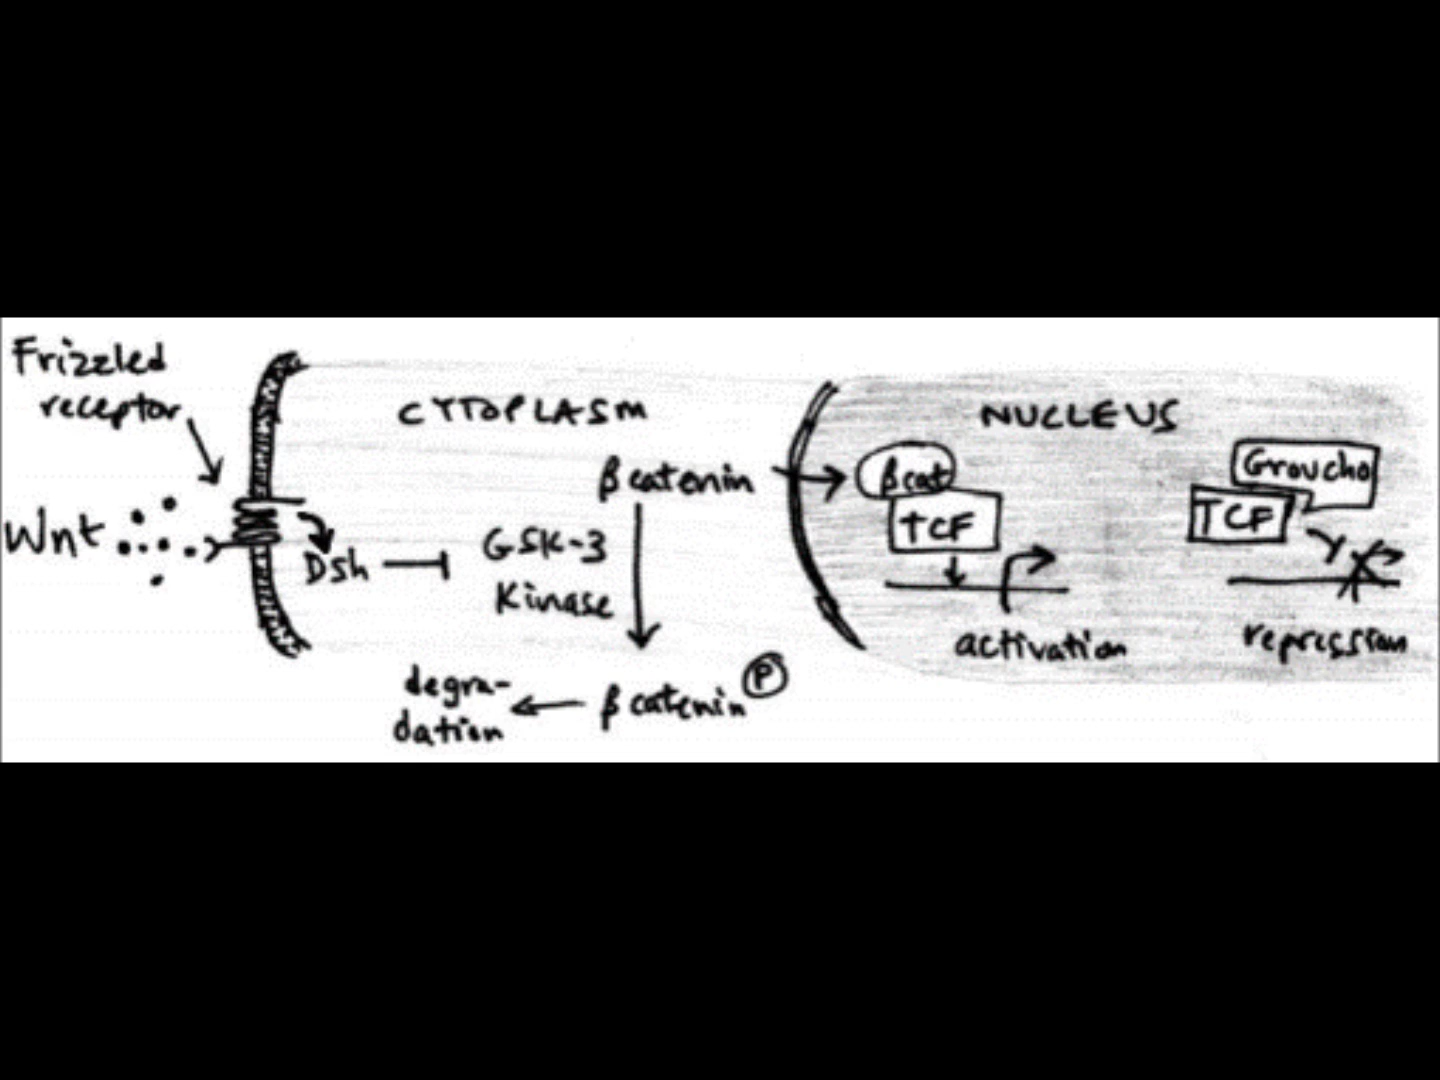 Frizzled
receptor
Wnt
CYTOPLASM
β catenin
Dsh
GSK-3
Kinase
degra-
dation
β catenin P
NUCLEUS
βcat
TCF
activation
Groucho
TCF
repression